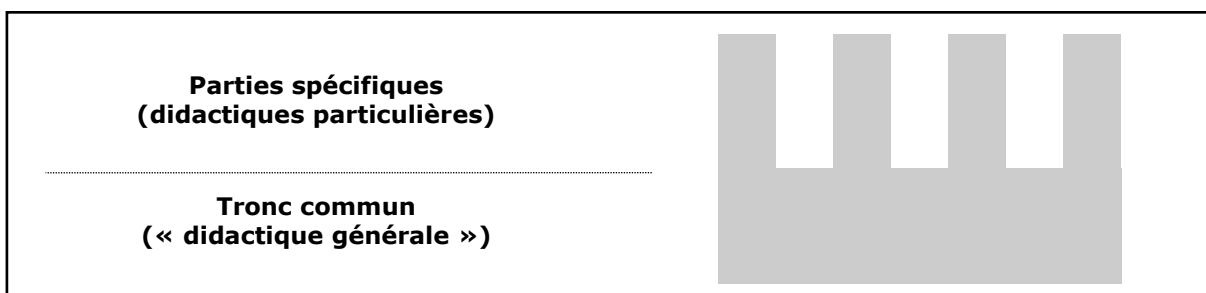 Parties spécifiques
(didactiques particulières)
Tronc commun
(« didactique générale »)